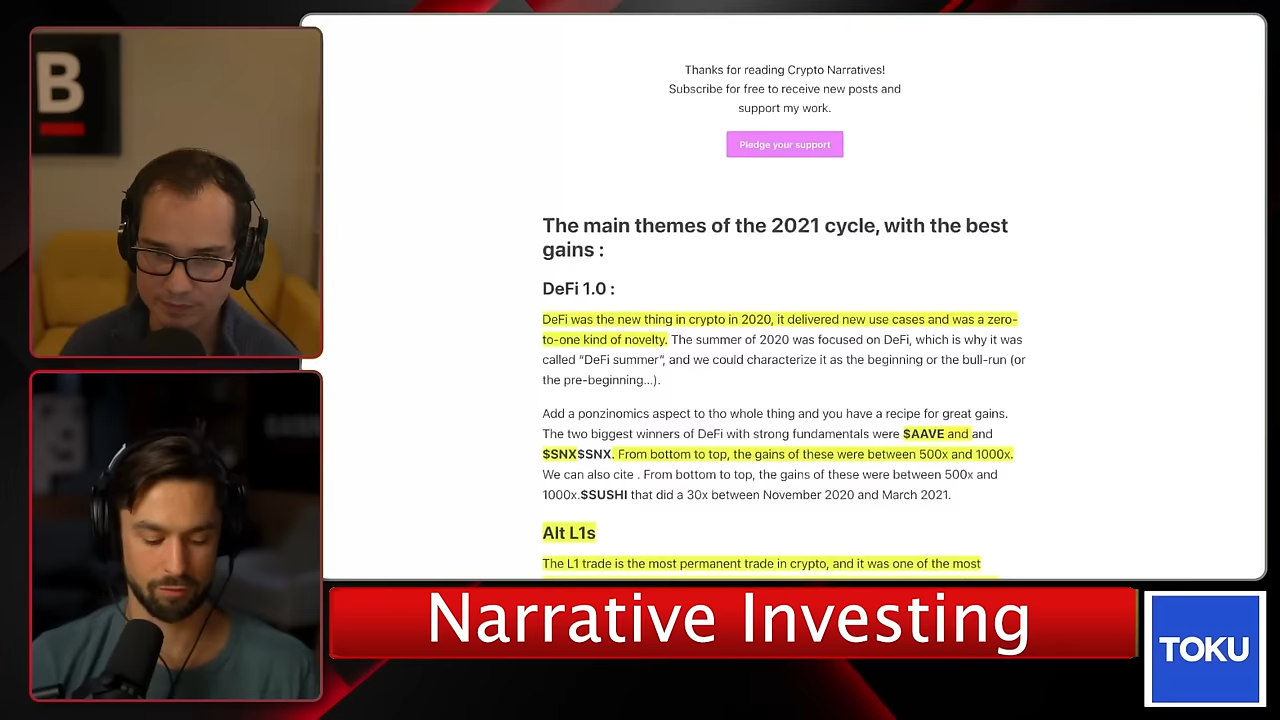 B
Thanks for reading Crypto Narratives!
Subscribe for free to receive new posts and
support my work.
Pledge your support
The main themes of the 2021 cycle, with the best
gains :
DeFi 1.0 :
DeFi was the new thing in crypto in 2020, it delivered new use cases and was a zero-
to-one kind of novelty. The summer of 2020 was focused on DeFi, which is why it was
called “DeFi summer”, and we could characterize it as the beginning or the bull-run (or
the pre-beginning...).
Add a ponzinomics aspect to tho whole thing and you have a recipe for great gains.
The two biggest winners of DeFi with strong fundamentals were $AAVE and and
$SNX$SNX. From bottom to top, the gains of these were between 500x and 1000x.
We can also cite . From bottom to top, the gains of these were between 500x and
1000x.$SUSHI that did a 30x between November 2020 and March 2021.
Alt L1s
The L1 trade is the most permanent trade in crypto, and it was one of the most
Narrative Investing
TOKU